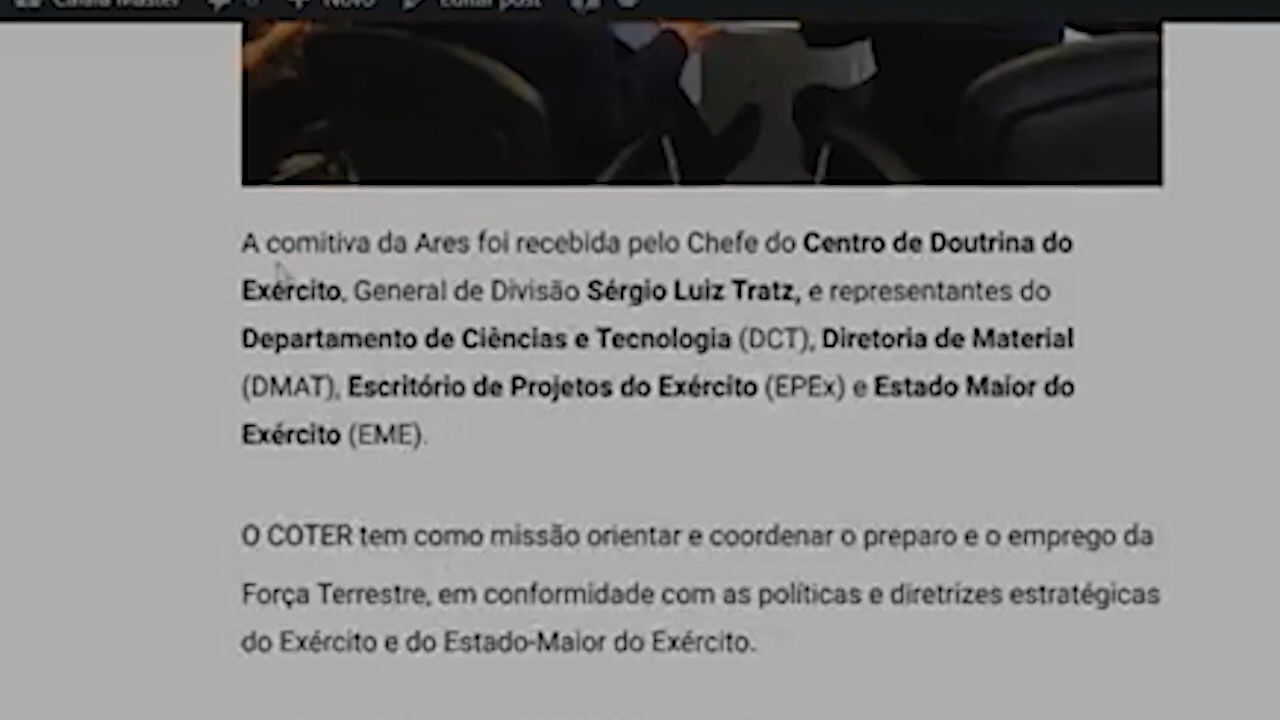 Novo Editar post
A comitiva da Ares foi recebida pelo Chefe do Centro de Doutrina do
Exército, General de Divisão Sérgio Luiz Tratz, e representantes do
Departamento de Ciências e Tecnologia (DCT), Diretoria de Material
(DMAT), Escritório de Projetos do Exército (EPEx) e Estado Maior do
Exército (EME).
O COTER tem como missão orientar e coordenar o preparo e o emprego da
Força Terrestre, em conformidade com as políticas e diretrizes estratégicas
do Exército e do Estado-Maior do Exército.